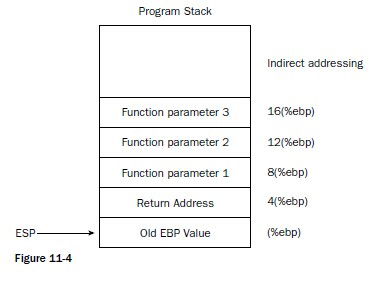 Program Stack
Indirect addressing
Function parameter 3 16(%ebp)
Function parameter 2 12(%ebp)
Function parameter 1 8(%ebp)
Return Address 4(%ebp)
ESP Old EBP Value (%ebp)
Figure 11-4